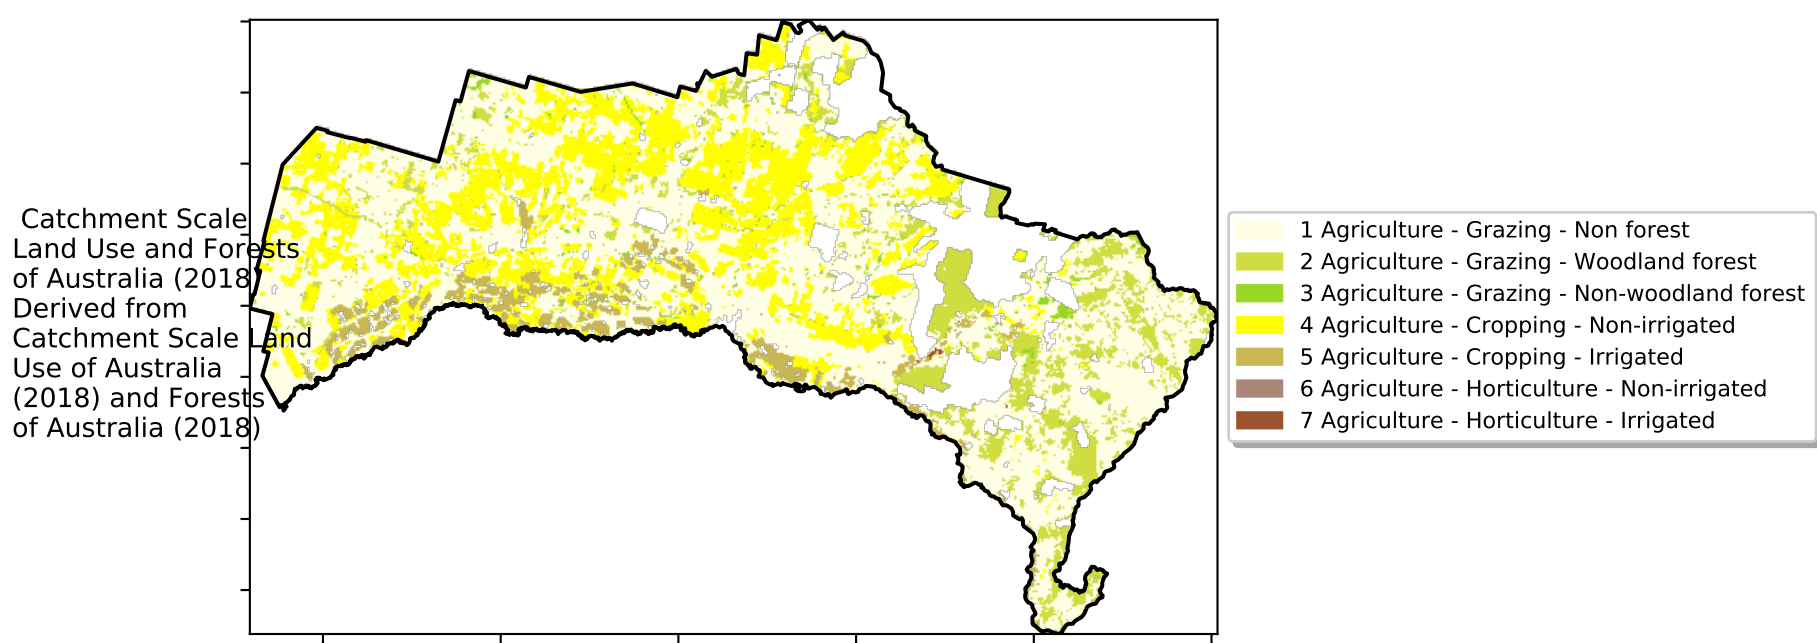 Catchment Scale
Land Use and Forests
of Australia (2018)
Derived from
Catchment Scale Land
Use of Australia
(2018) and Forests
of Australia (2018)
1 Agriculture - Grazing - Non forest
2 Agriculture - Grazing - Woodland forest
3 Agriculture - Grazing - Non-woodland forest
4 Agriculture - Cropping - Non-irrigated
5 Agriculture - Cropping - Irrigated
6 Agriculture - Horticulture - Non-irrigated
7 Agriculture - Horticulture - Irrigated